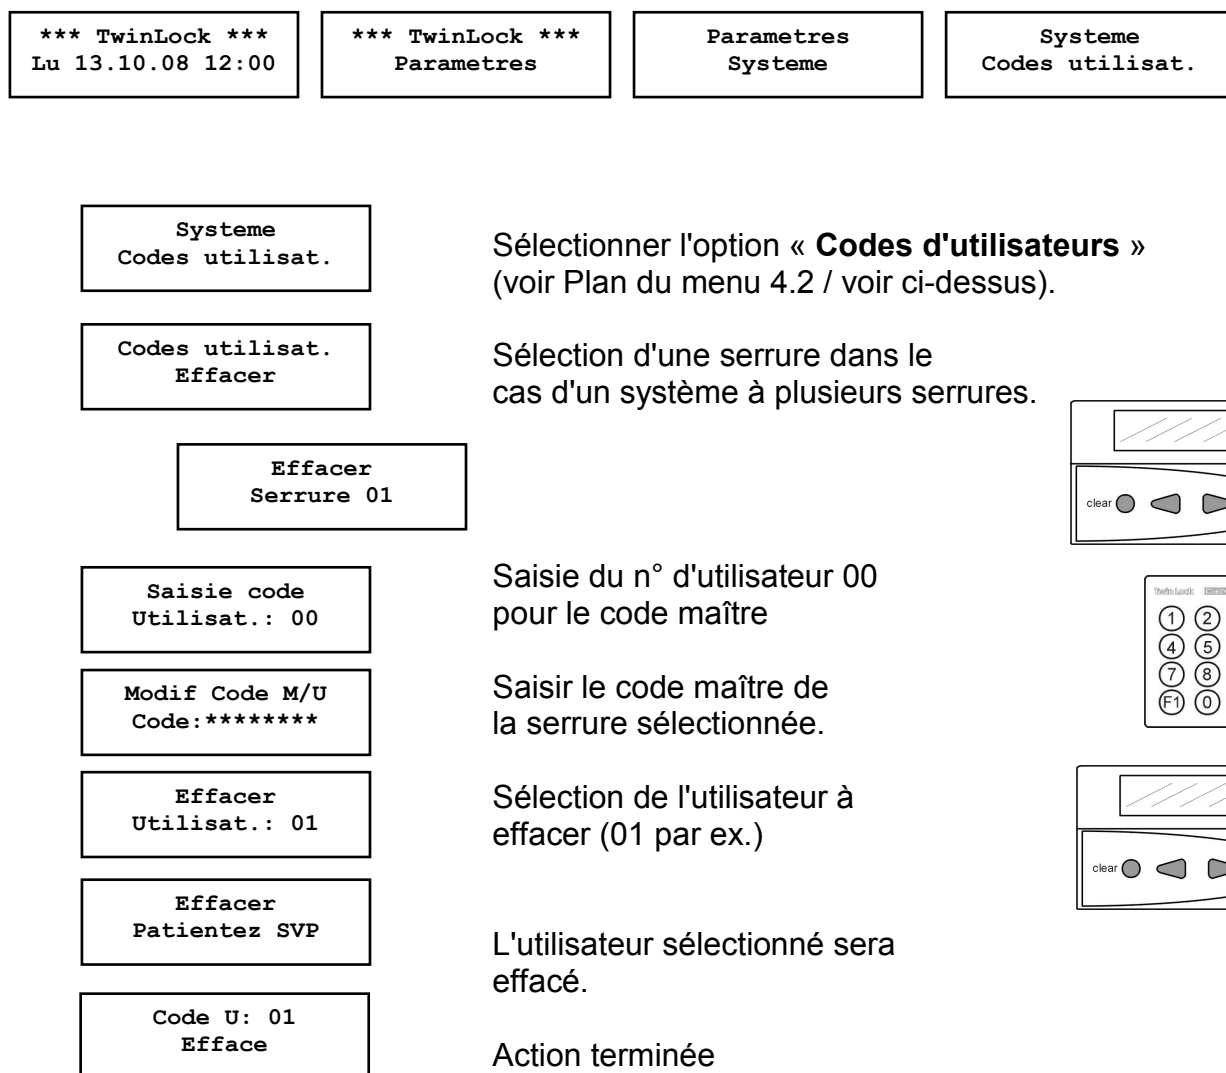 *** TwinLock ***
Lu 13.10.08 12:00
*** TwinLock ***
Parametres
Parametres
Systeme
Systeme
Codes utilisat.
Systeme
Codes utilisat.
Sélectionner l'option « Codes d'utilisateurs »
(voir Plan du menu 4.2 / voir ci-dessus).
Codes utilisat.
Effacer
Sélection d'une serrure dans le
cas d'un système à plusieurs serrures.
Effacer
Serrure 01
clear
Saisie code
Utilisat.: 00
Saisie du n° d'utilisateur 00
pour le code maître
Twin Lock
1 2
4 5
7 8
F1 0
Modif Code M/U
Code:********
Saisir le code maître de
la serrure sélectionnée.
Effacer
Utilisat.: 01
Sélection de l'utilisateur à
effacer (01 par ex.)
clear
Effacer
Patientez SVP
L'utilisateur sélectionné sera
effacé.
Code U: 01
Efface
Action terminée